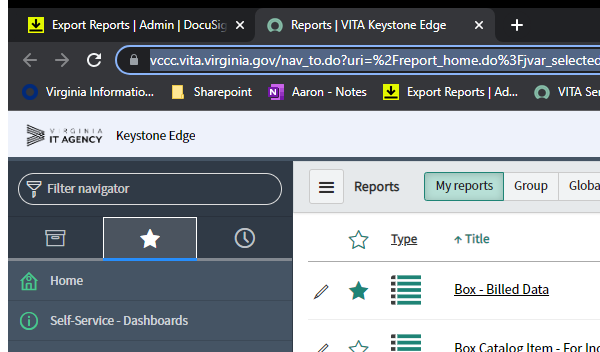 Export Reports | Admin | DocuSig
Reports | VITA Keystone Edge
vccc.vita.virginia.gov/nav_to.do?uri=%2Freport_home.do%3Fjvar_selected
Virginia Informatio...
Sharepoint
Aaron - Notes
Export Reports | Ad...
VITA Ser
VIRGINIA
IT AGENCY
Keystone Edge
Filter navigator
Reports
My reports
Group
Globa
Type
Title
Home
Box - Billed Data
Self-Service - Dashboards
Box Catalog Item - For Inc